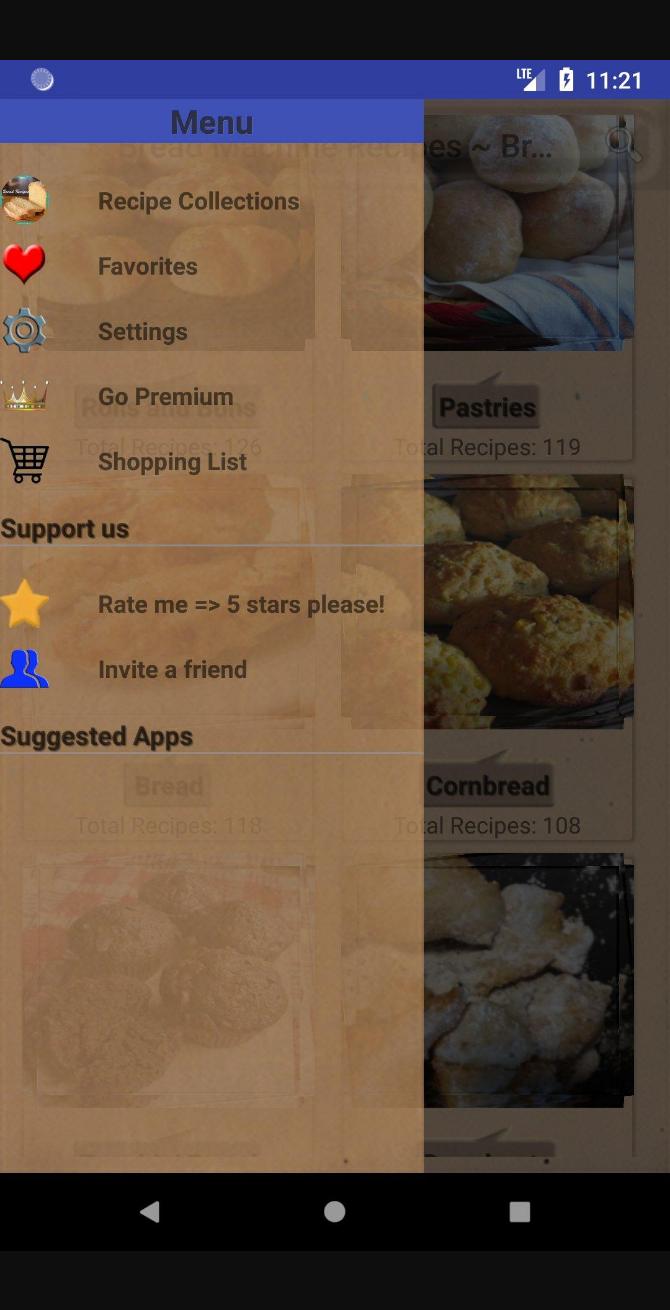 LTE 11:21
Menu
Bread Machine Recipes ~ Br...
Recipe Collections
Favorites
Settings
Go Premium
Rolls and Buns
Pastries
Total Recipes: 126
Total Recipes: 119
Shopping List
Support us
Rate me => 5 stars please!
Invite a friend
Suggested Apps
Bread
Cornbread
Total Recipes: 118
Total Recipes: 108